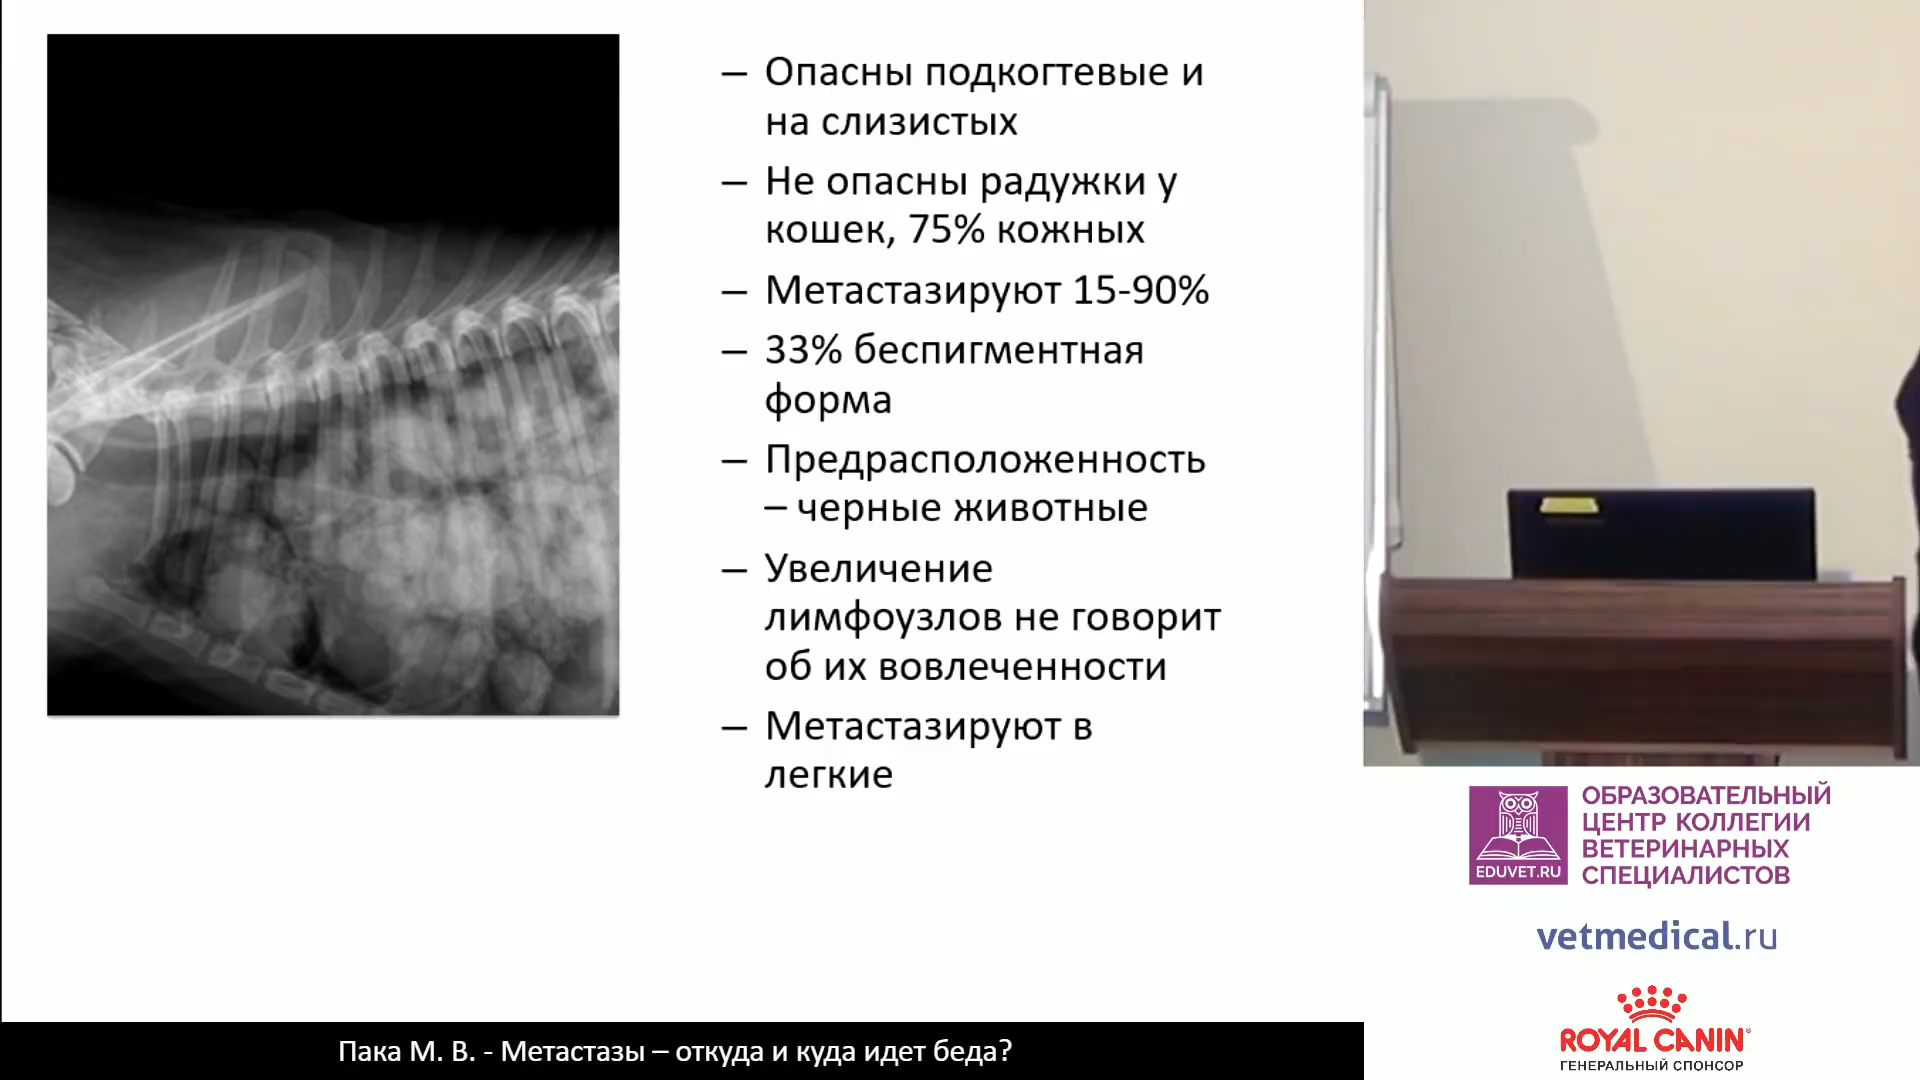 – Опасны подкогтевые и
на слизистых
– Не опасны радужки у
кошек, 75% кожных
– Метастазируют 15-90%
– 33% беспигментная
форма
– Предрасположенность
– черные животные
– Увеличение
лимфоузлов не говорит
об их вовлеченности
– Метастазируют в
легкие
EDUVET.RU
ОБРАЗОВАТЕЛЬНЫЙ
ЦЕНТР КОЛЛЕГИИ
ВЕТЕРИНАРНЫХ
СПЕЦИАЛИСТОВ
vetmedical.ru
ROYAL CANIN®
ГЕНЕРАЛЬНЫЙ СПОНСОР
Пака М. В. - Метастазы – откуда и куда идет беда?